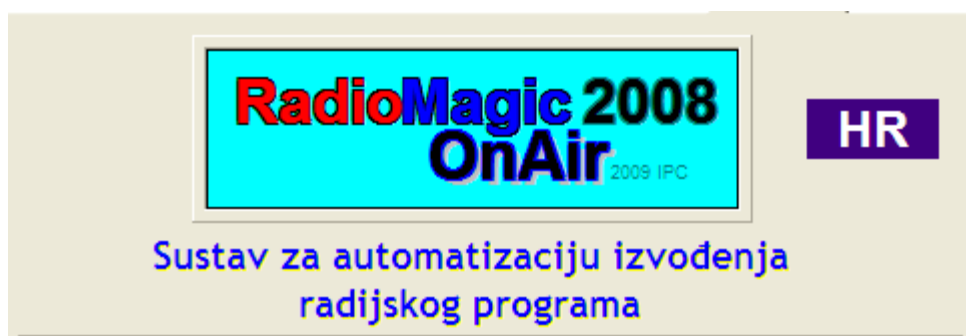 RadioMagic 2008
OnAir 2009 IPC
HR
Sustav za automatizaciju izvođenja
radijskog programa